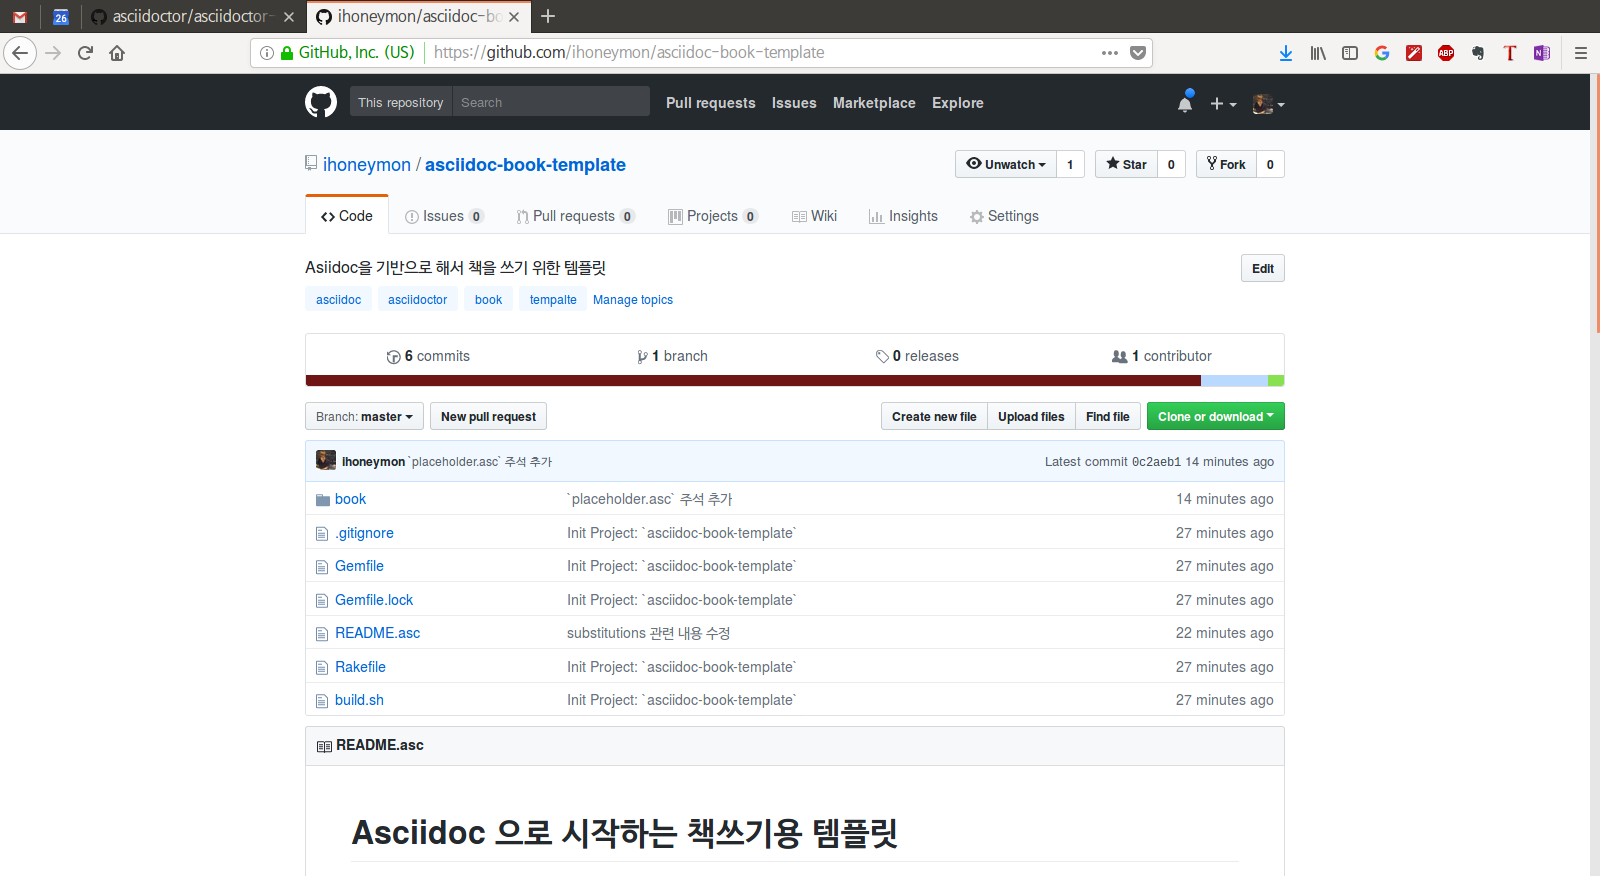 26 asciidoctor/asciidoctor- ihoneymon/asciidoc-bo
GitHub, Inc. (US) https://github.com/ihoneymon/asciidoc-book-template
This repository Search Pull requests Issues Marketplace Explore
ihoneymon / asciidoc-book-template Unwatch 1 Star 0 Fork 0
Code Issues 0 Pull requests 0 Projects 0 Wiki Insights Settings
Asiidoc을 기반으로 해서 책을 쓰기 위한 템플릿 Edit
asciidoc asciidoctor book tempalte Manage topics
6 commits 1 branch 0 releases 1 contributor
Branch: master New pull request Create new file Upload files Find file Clone or download
ihoneymon `placeholder.asc` 주석 추가 Latest commit 0c2aeb1 14 minutes ago
book `placeholder.asc` 주석 추가 14 minutes ago
.gitignore Init Project: `asciidoc-book-template` 27 minutes ago
Gemfile Init Project: `asciidoc-book-template` 27 minutes ago
Gemfile.lock Init Project: `asciidoc-book-template` 27 minutes ago
README.asc substitutions 관련 내용 수정 22 minutes ago
Rakefile Init Project: `asciidoc-book-template` 27 minutes ago
build.sh Init Project: `asciidoc-book-template` 27 minutes ago
README.asc
Asciidoc 으로 시작하는 책쓰기용 템플릿